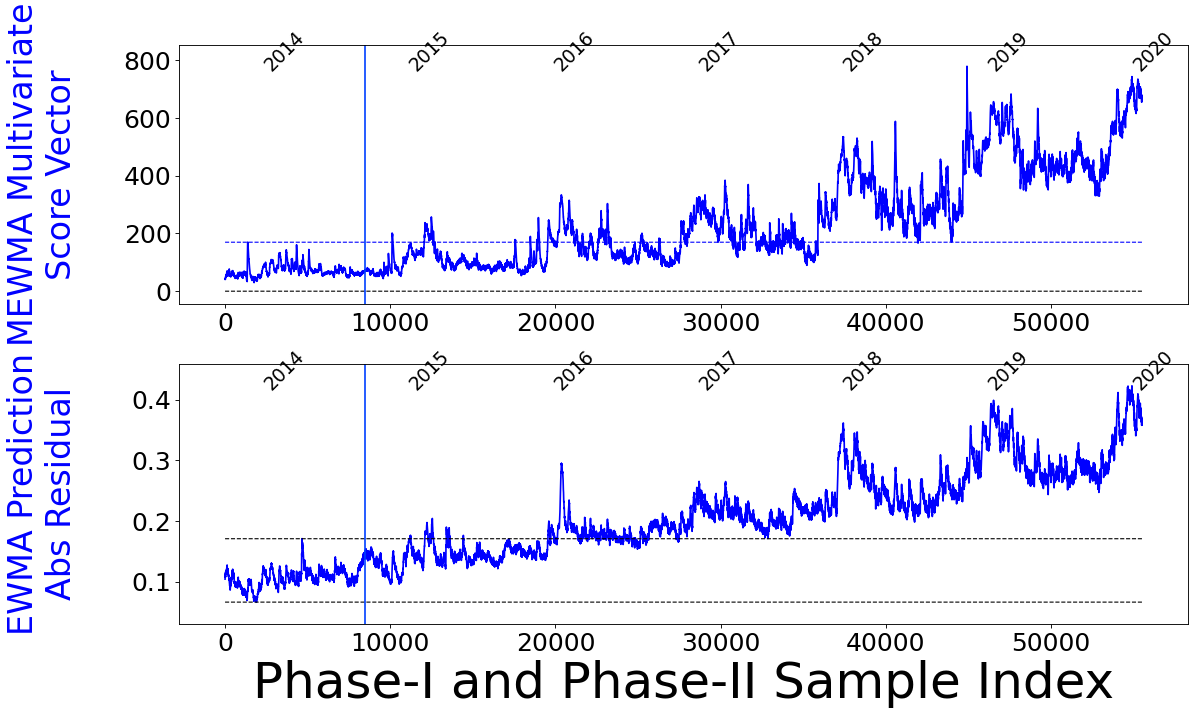 MEWMA Multivariate
Score Vector
2014 2015 2016 2017 2018 2019 2020
800
600
400
200
0
0 10000 20000 30000 40000 50000
EWMA Prediction
Abs Residual
2014 2015 2016 2017 2018 2019 2020
0.4
0.3
0.2
0.1
0 10000 20000 30000 40000 50000
Phase-I and Phase-II Sample Index